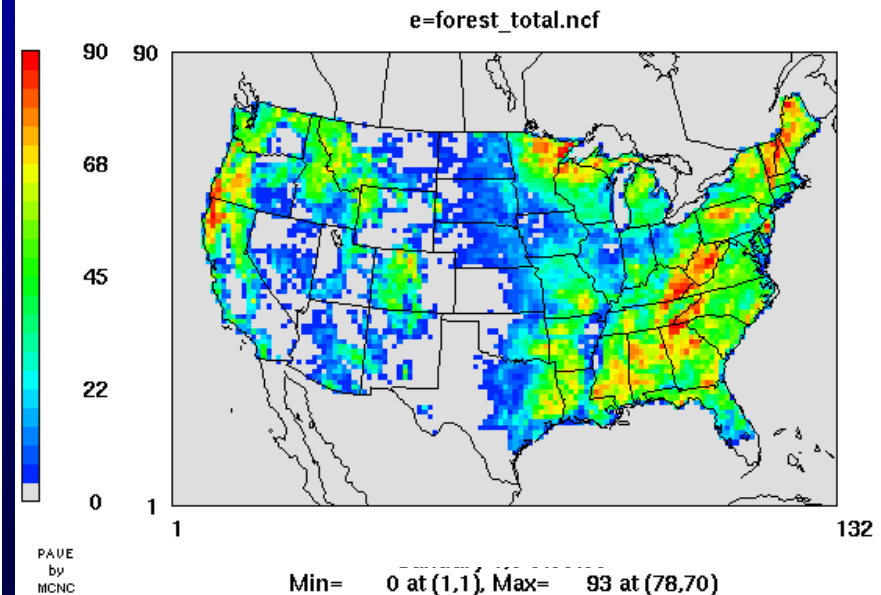 e=forest_total.ncf
90
68
45
22
0
90
1
1
132
PAVE
by
MCNC
Min= 0 at (1,1), Max= 93 at (78,70)